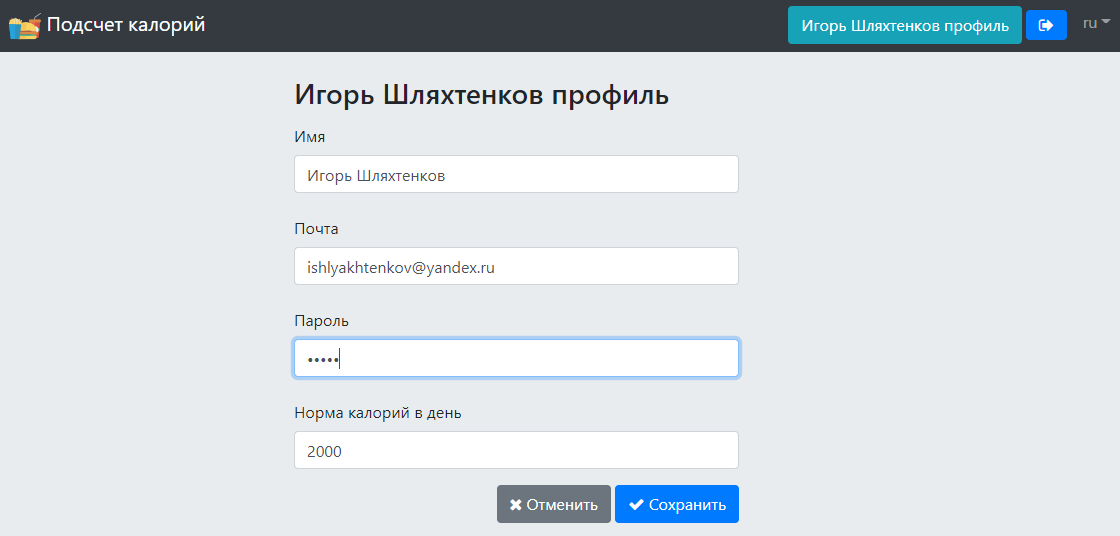 Подсчет калорий
Игорь Шляхтенков профиль
ru
Игорь Шляхтенков профиль
Имя
Игорь Шляхтенков
Почта
ishlyakhtenkov@yandex.ru
Пароль
•••••
Норма калорий в день
2000
Отменить
Сохранить